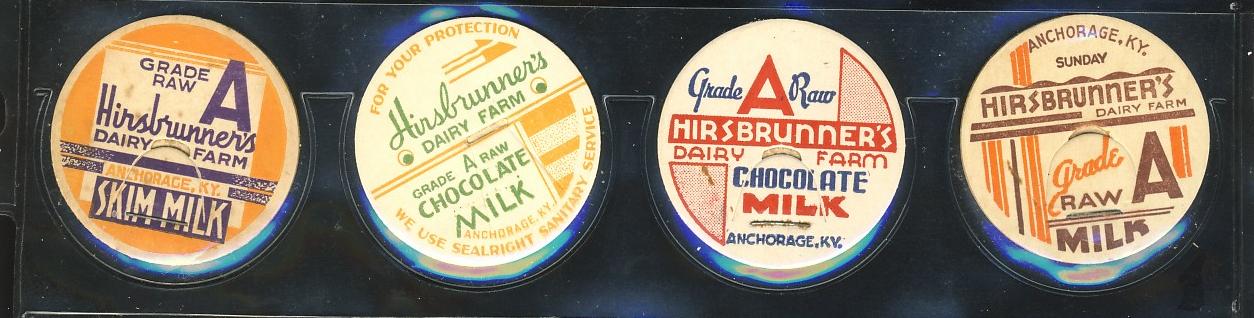 GRADE A
RAW
Hirsbrunner's
DAIRY FARM
ANCHORAGE, KY.
SKIM MILK
FOR YOUR PROTECTION
Hirsbrunner's
DAIRY FARM
GRADE A RAW
CHOCOLATE
MILK
ANCHORAGE, KY.
WE USE SEALRIGHT SANITARY SERVICE
Grade A Raw
HIRSBRUNNER'S
DAIRY FARM
CHOCOLATE
MILK
ANCHORAGE, KY.
ANCHORAGE, KY.
SUNDAY
HIRSBRUNNER'S
DAIRY FARM
Grade A
RAW
MILK